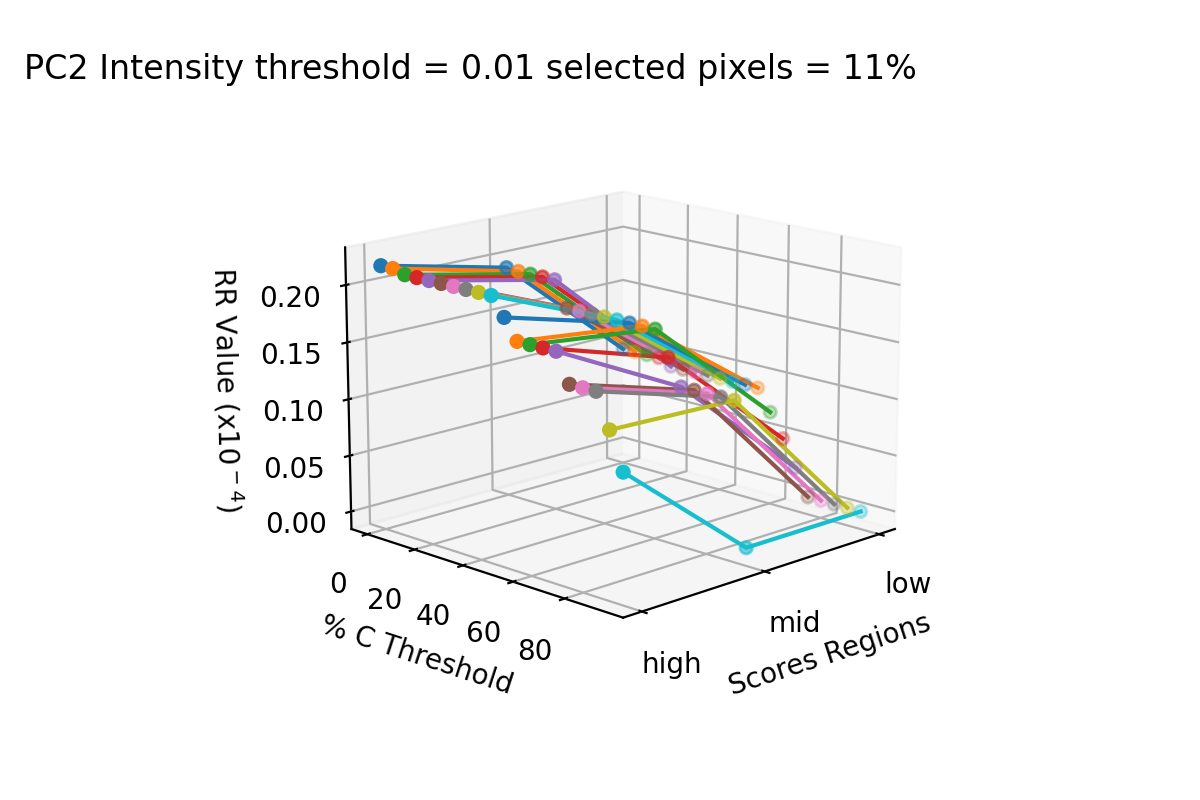 PC2 Intensity threshold = 0.01 selected pixels = 11%
RR Value (x10⁻⁴)
0.20
0.15
0.10
0.05
0.00
0
20
40
60
80
% C Threshold
high
mid
low
Scores Regions